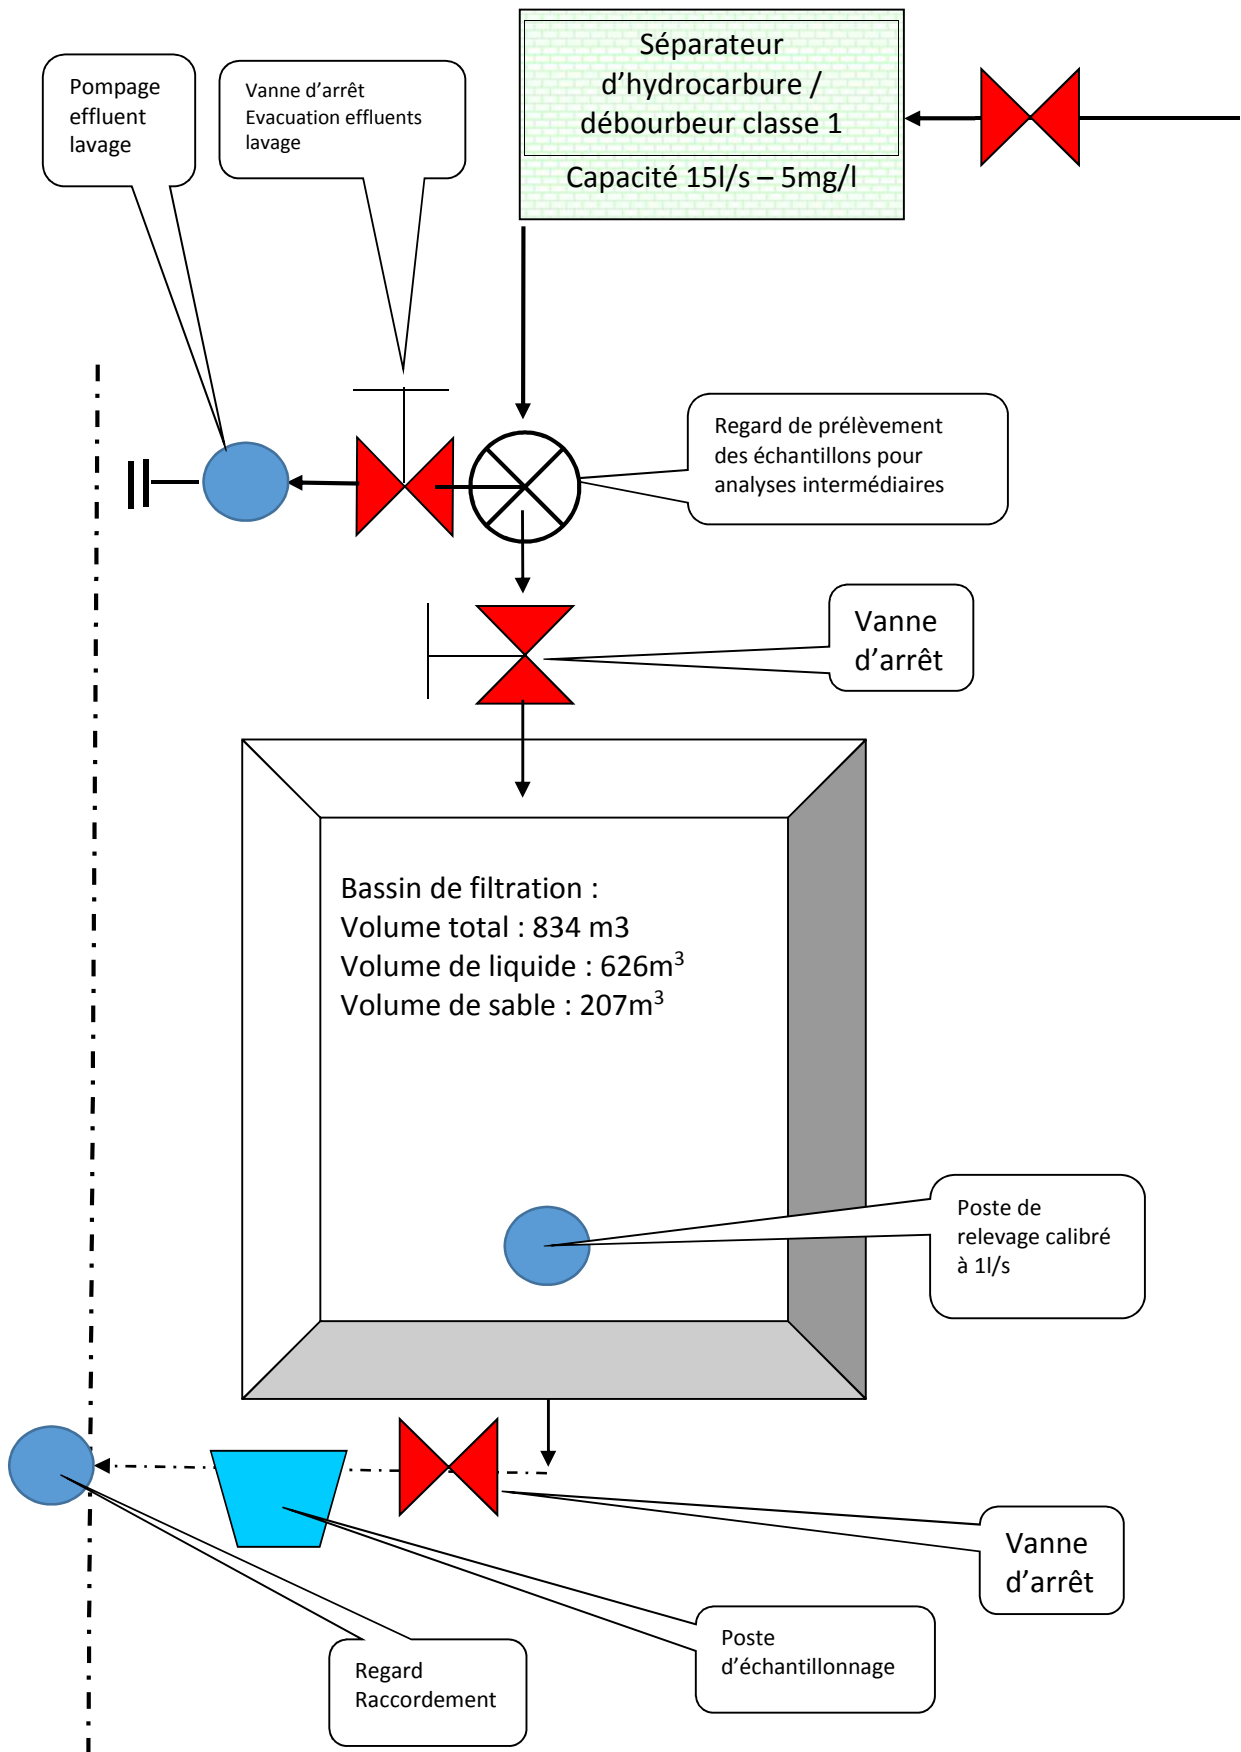 Séparateur
d’hydrocarbure /
débourbeur classe 1
Capacité 15l/s – 5mg/l
Pompage
effluent
lavage
Vanne d’arrêt
Evacuation effluents
lavage
Regard de prélèvement
des échantillons pour
analyses intermédiaires
Vanne
d’arrêt
Bassin de filtration :
Volume total : 834 m3
Volume de liquide : 626m³
Volume de sable : 207m³
Poste de
relevage calibré
à 1l/s
Vanne
d’arrêt
Poste
d’échantillonnage
Regard
Raccordement